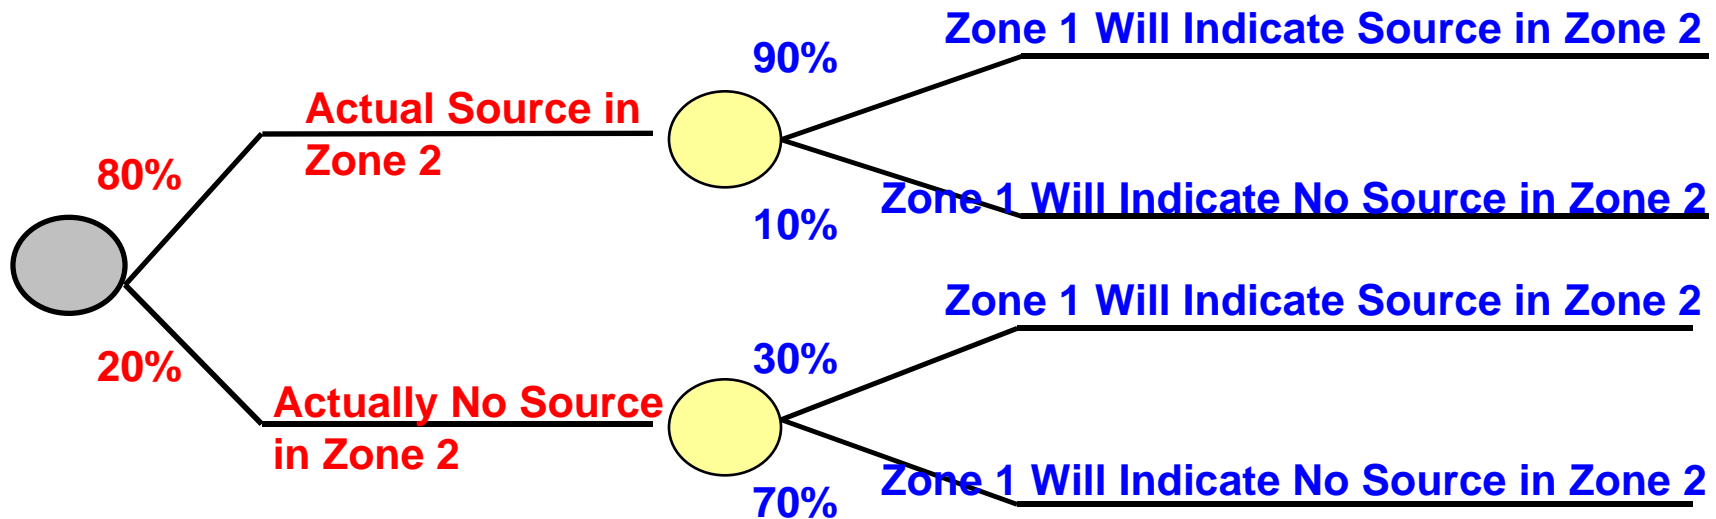 Zone 1 Will Indicate Source in Zone 2
90%
Actual Source in
Zone 2
80%
10%
Zone 1 Will Indicate No Source in Zone 2
Zone 1 Will Indicate Source in Zone 2
30%
20%
Actually No Source
in Zone 2
Zone 1 Will Indicate No Source in Zone 2
70%